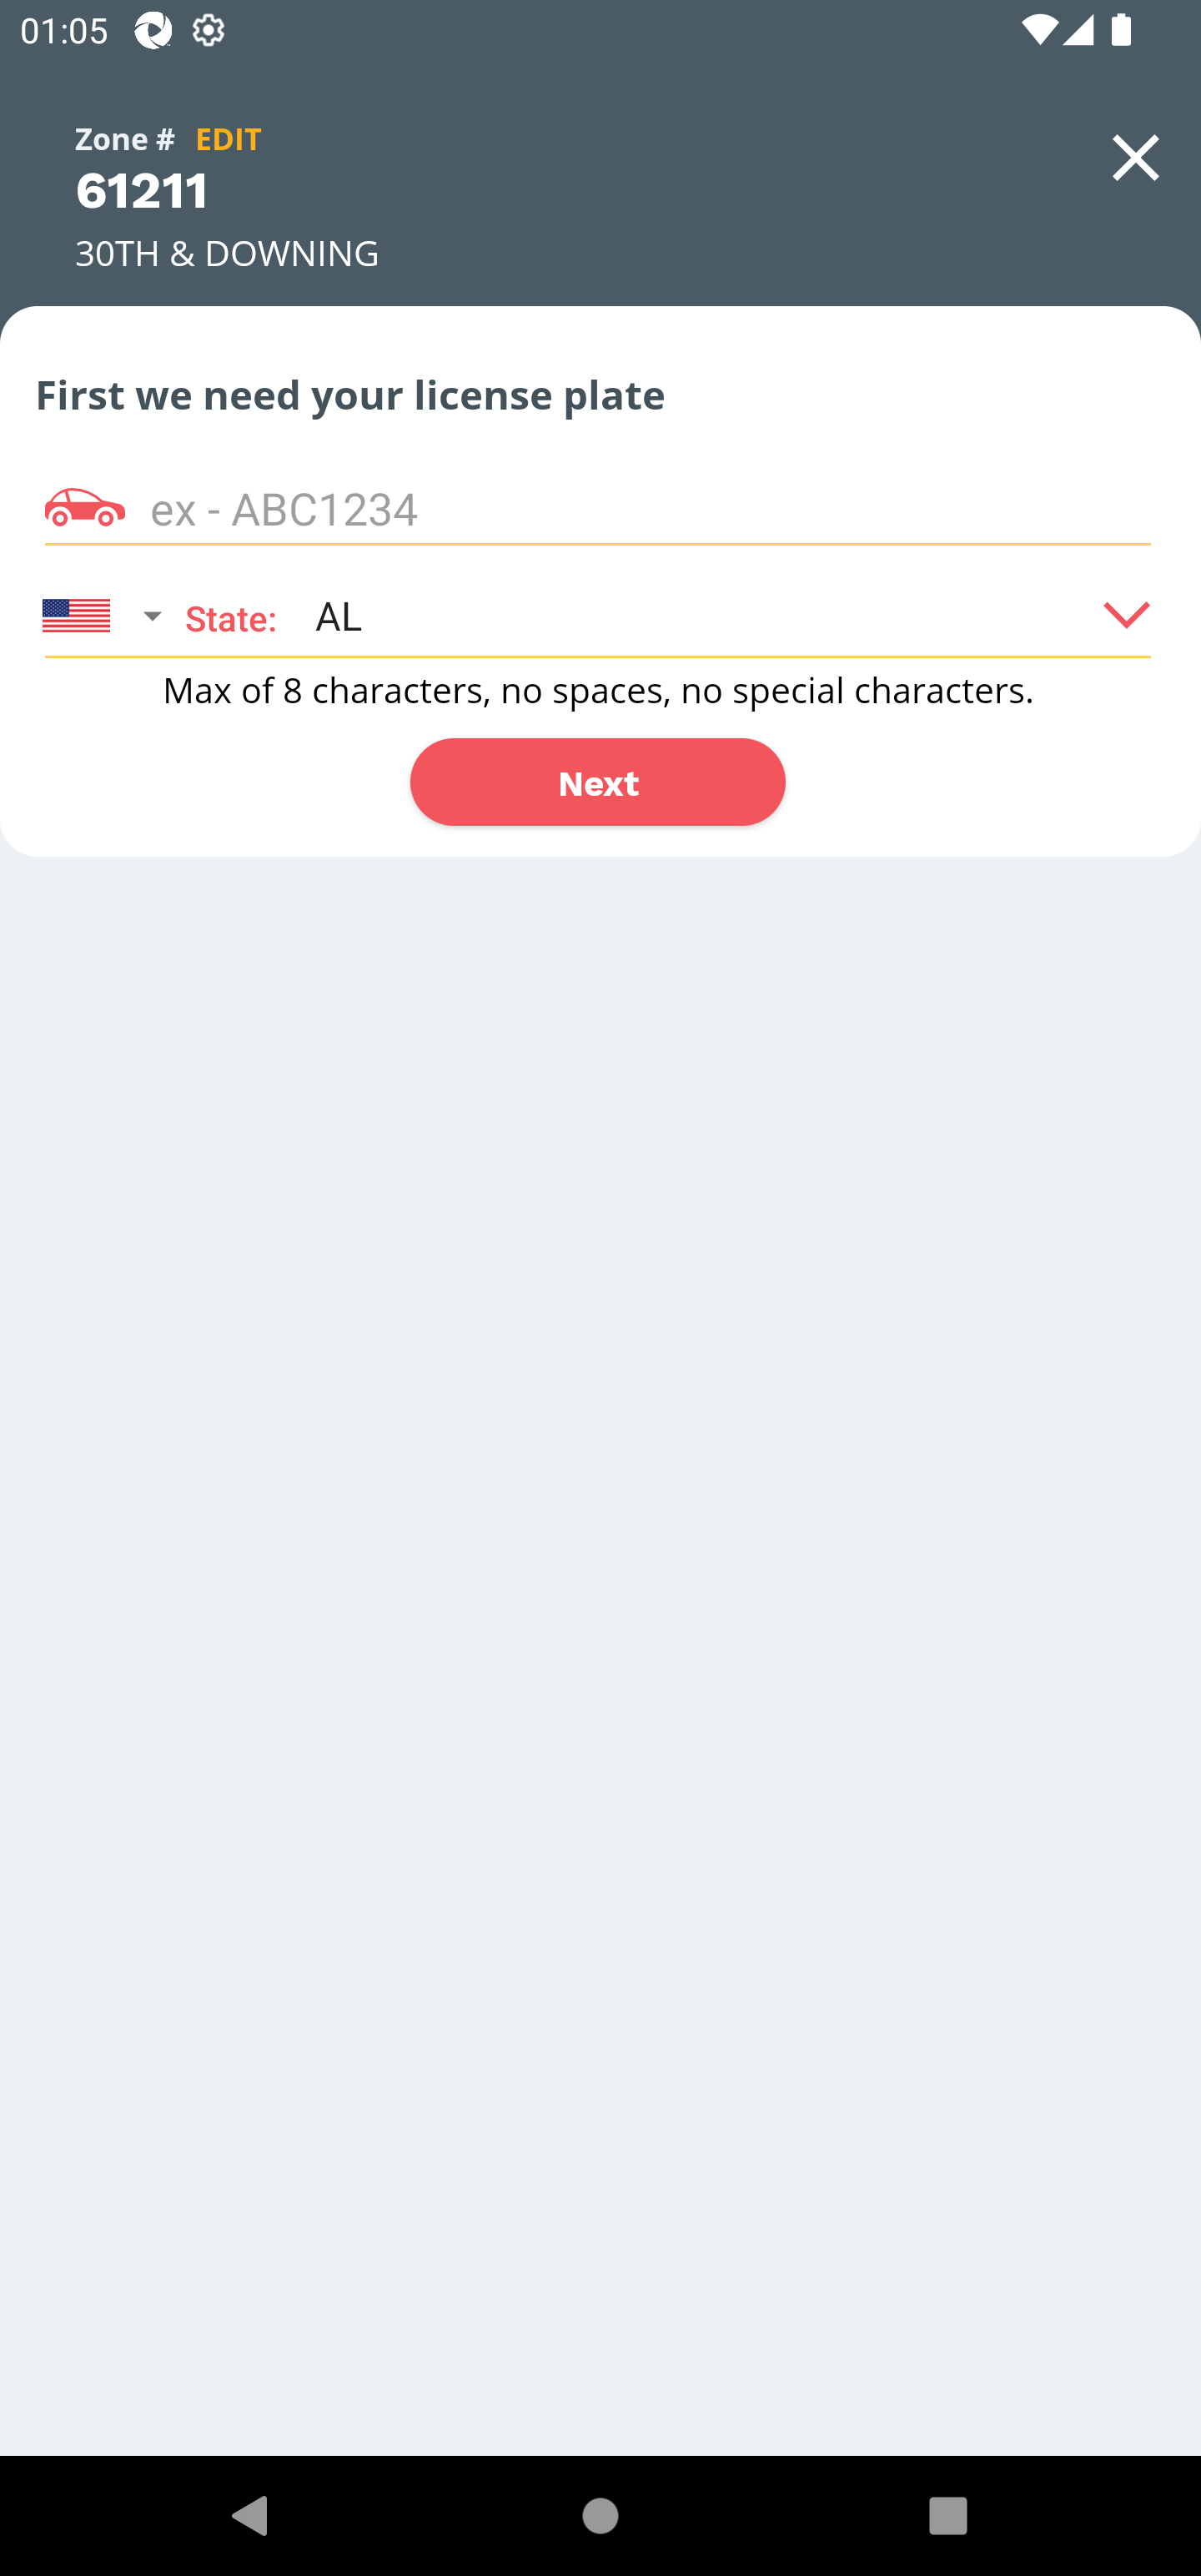 01:05
Zone # EDIT
61211
30TH & DOWNING
First we need your license plate
ex - ABC1234
State: AL
Max of 8 characters, no spaces, no special characters.
Next